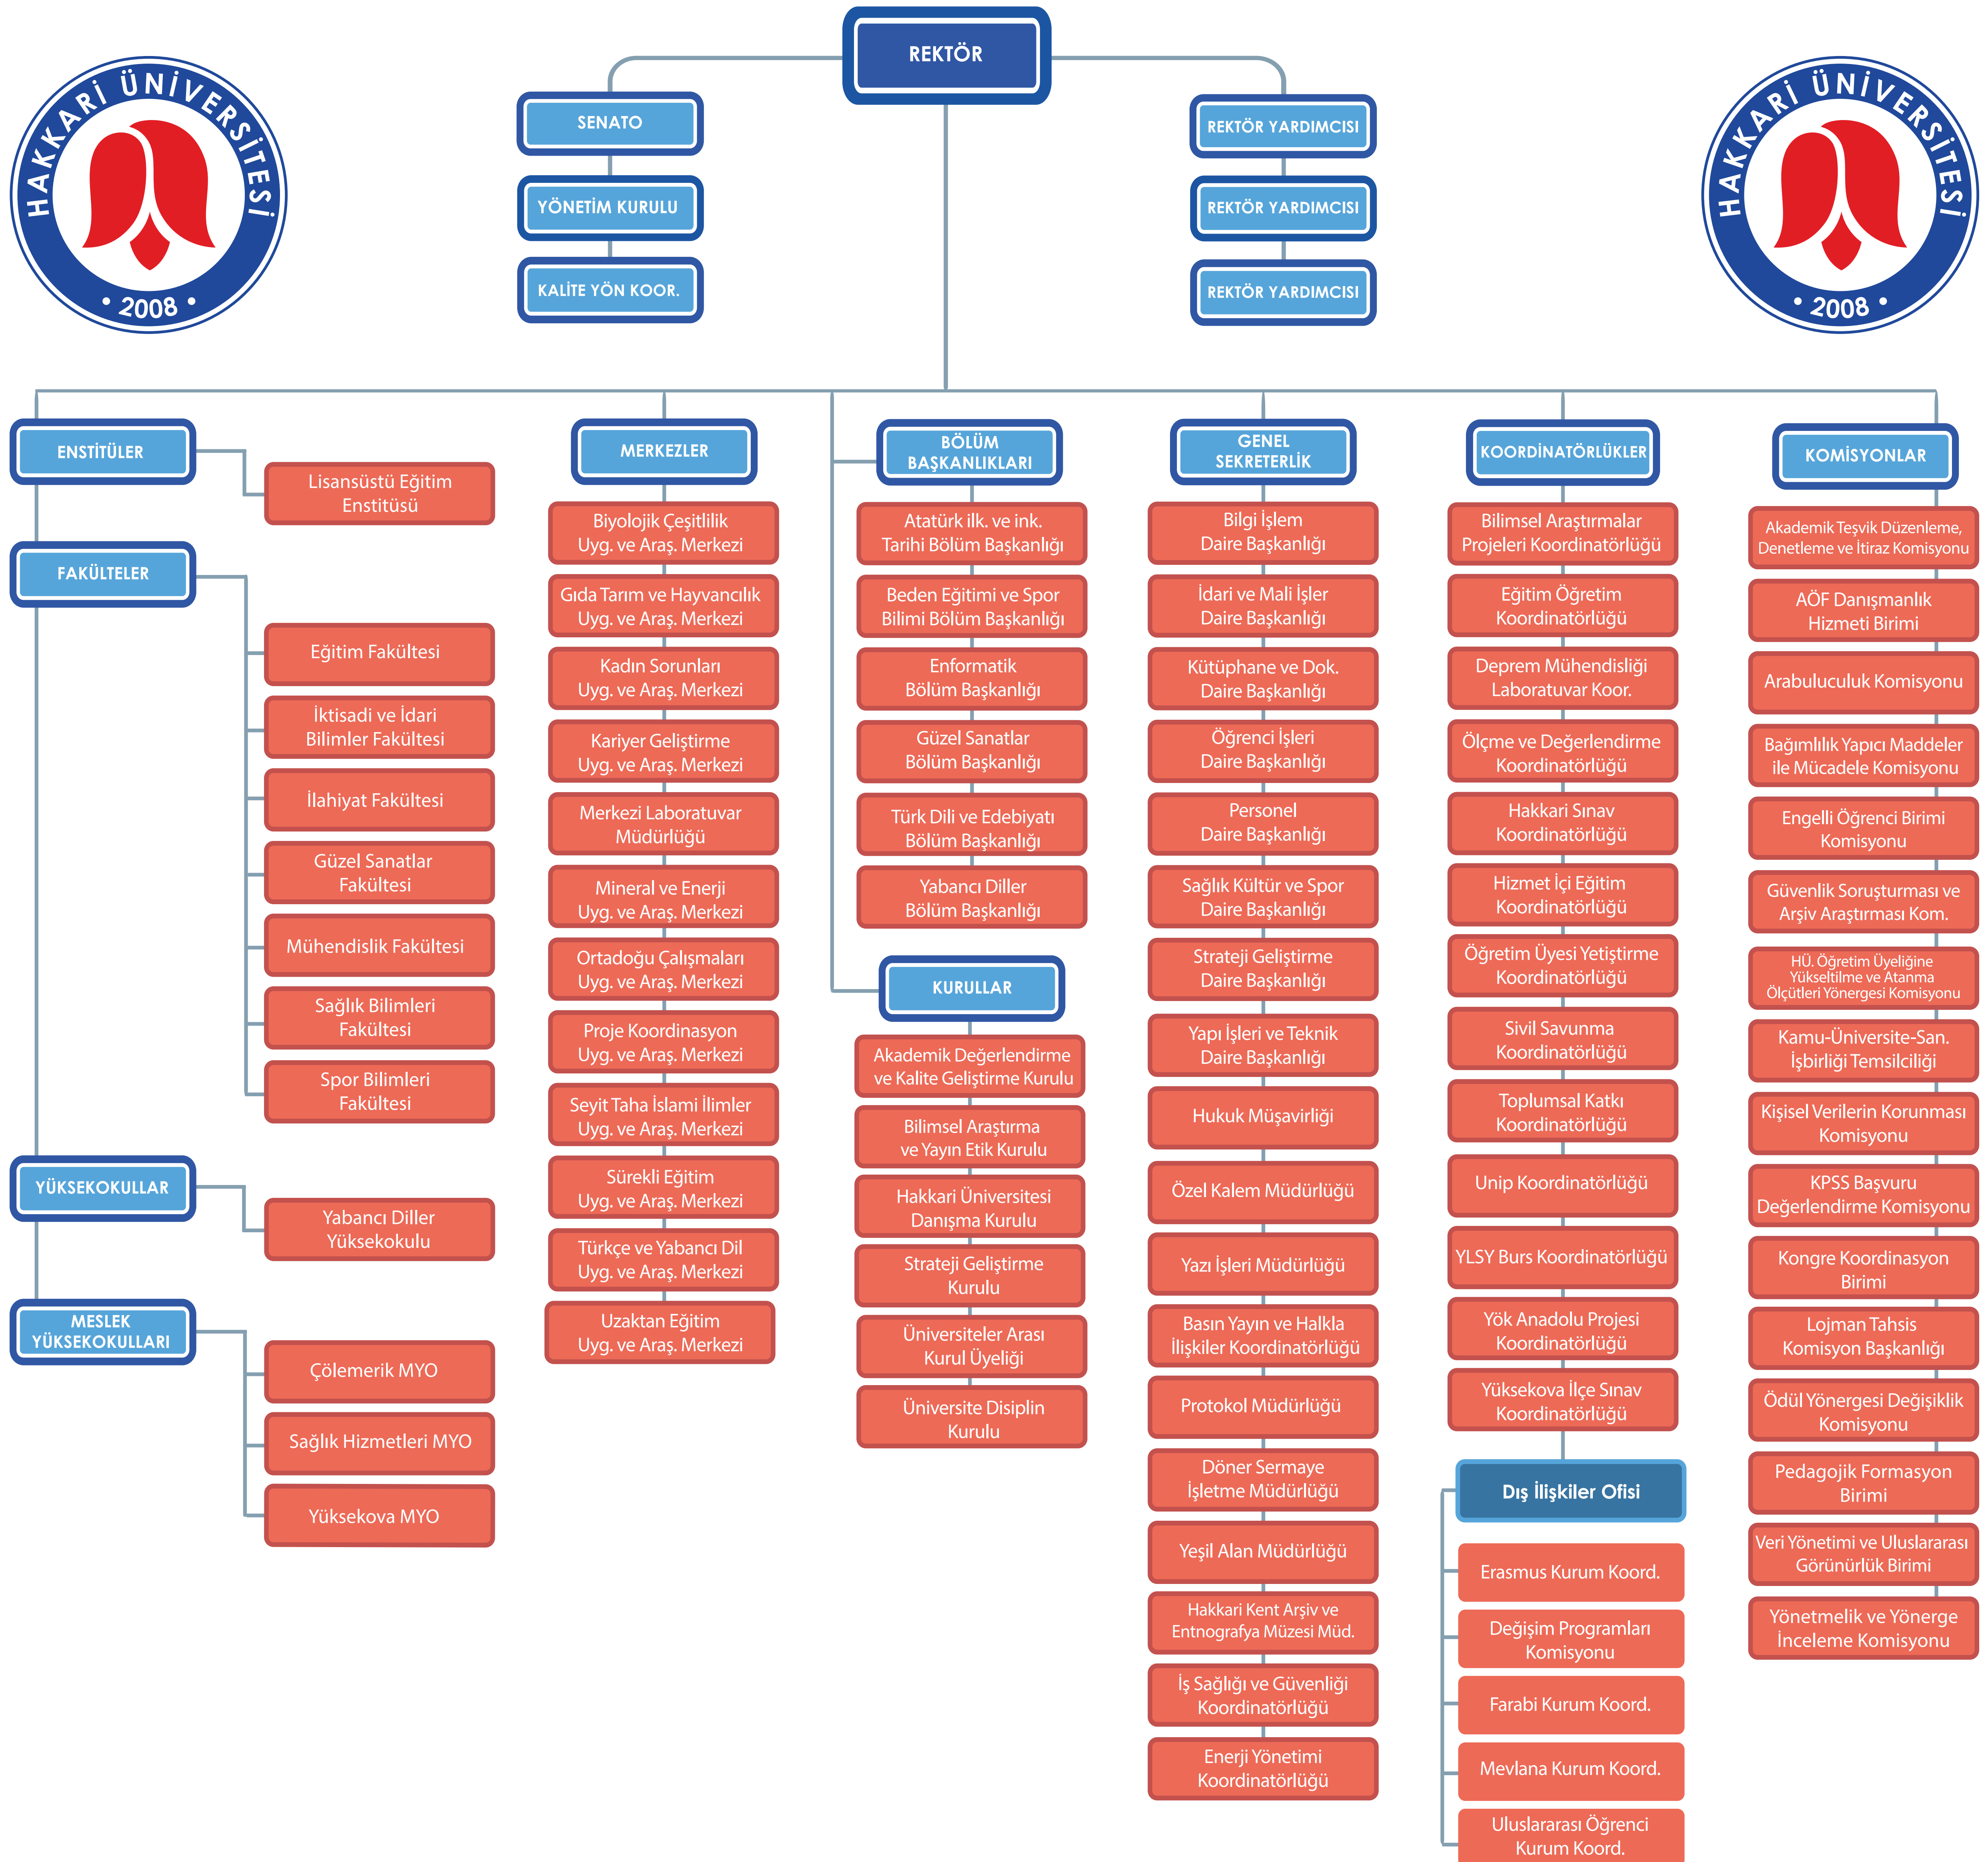 REKTÖR
HAKKARİ ÜNİVERSİTESİ
• 2008 •
HAKKARİ ÜNİVERSİTESİ
• 2008 •
SENATO
YÖNETİM KURULU
KALİTE YÖN KOOR.
REKTÖR YARDIMCISI
REKTÖR YARDIMCISI
REKTÖR YARDIMCISI
ENSTİTÜLER
Lisansüstü Eğitim
Enstitüsü
FAKÜLTELER
Eğitim Fakültesi
İktisadi ve İdari
Bilimler Fakültesi
İlahiyat Fakültesi
Güzel Sanatlar
Fakültesi
Mühendislik Fakültesi
Sağlık Bilimleri
Fakültesi
Spor Bilimleri
Fakültesi
YÜKSEKOKULLAR
Yabancı Diller
Yüksekokulu
MESLEK
YÜKSEKOKULLARI
Çölemerik MYO
Sağlık Hizmetleri MYO
Yüksekova MYO
MERKEZLER
Biyolojik Çeşitlilik
Uyg. ve Araş. Merkezi
Gıda Tarım ve Hayvancılık
Uyg. ve Araş. Merkezi
Kadın Sorunları
Uyg. ve Araş. Merkezi
Kariyer Geliştirme
Uyg. ve Araş. Merkezi
Merkezi Laboratuvar
Müdürlüğü
Mineral ve Enerji
Uyg. ve Araş. Merkezi
Ortadoğu Çalışmaları
Uyg. ve Araş. Merkezi
Proje Koordinasyon
Uyg. ve Araş. Merkezi
Seyit Taha İslami İlimler
Uyg. ve Araş. Merkezi
Sürekli Eğitim
Uyg. ve Araş. Merkezi
Türkçe ve Yabancı Dil
Uyg. ve Araş. Merkezi
Uzaktan Eğitim
Uyg. ve Araş. Merkezi
BÖLÜM
BAŞKANLIKLARI
Atatürk ilk. ve ink.
Tarihi Bölüm Başkanlığı
Beden Eğitimi ve Spor
Bilimi Bölüm Başkanlığı
Enformatik
Bölüm Başkanlığı
Güzel Sanatlar
Bölüm Başkanlığı
Türk Dili ve Edebiyatı
Bölüm Başkanlığı
Yabancı Diller
Bölüm Başkanlığı
KURULLAR
Akademik Değerlendirme
ve Kalite Geliştirme Kurulu
Bilimsel Araştırma
ve Yayın Etik Kurulu
Hakkari Üniversitesi
Danışma Kurulu
Strateji Geliştirme
Kurulu
Üniversiteler Arası
Kurul Üyeliği
Üniversite Disiplin
Kurulu
GENEL
SEKRETERLİK
Bilgi İşlem
Daire Başkanlığı
İdari ve Mali İşler
Daire Başkanlığı
Kütüphane ve Dok.
Daire Başkanlığı
Öğrenci İşleri
Daire Başkanlığı
Personel
Daire Başkanlığı
Sağlık Kültür ve Spor
Daire Başkanlığı
Strateji Geliştirme
Daire Başkanlığı
Yapı İşleri ve Teknik
Daire Başkanlığı
Hukuk Müşavirliği
Özel Kalem Müdürlüğü
Yazı İşleri Müdürlüğü
Basın Yayın ve Halkla
İlişkiler Koordinatörlüğü
Protokol Müdürlüğü
Döner Sermaye
İşletme Müdürlüğü
Yeşil Alan Müdürlüğü
Hakkari Kent Arşiv ve
Entnografya Müzesi Müd.
İş Sağlığı ve Güvenliği
Koordinatörlüğü
Enerji Yönetimi
Koordinatörlüğü
KOORDİNATÖRLÜKLER
Bilimsel Araştırmalar
Projeleri Koordinatörlüğü
Eğitim Öğretim
Koordinatörlüğü
Deprem Mühendisliği
Laboratuvar Koor.
Ölçme ve Değerlendirme
Koordinatörlüğü
Hakkari Sınav
Koordinatörlüğü
Hizmet İçi Eğitim
Koordinatörlüğü
Öğretim Üyesi Yetiştirme
Koordinatörlüğü
Sivil Savunma
Koordinatörlüğü
Toplumsal Katkı
Koordinatörlüğü
Unip Koordinatörlüğü
YLSY Burs Koordinatörlüğü
Yök Anadolu Projesi
Koordinatörlüğü
Yüksekova İlçe Sınav
Koordinatörlüğü
Dış İlişkiler Ofisi
Erasmus Kurum Koord.
Değişim Programları
Komisyonu
Farabi Kurum Koord.
Mevlana Kurum Koord.
Uluslararası Öğrenci
Kurum Koord.
KOMİSYONLAR
Akademik Teşvik Düzenleme,
Denetleme ve İtiraz Komisyonu
AÖF Danışmanlık
Hizmeti Birimi
Arabuluculuk Komisyonu
Bağımlılık Yapıcı Maddeler
ile Mücadele Komisyonu
Engelli Öğrenci Birimi
Komisyonu
Güvenlik Soruşturması ve
Arşiv Araştırması Kom.
HÜ. Öğretim Üyeliğine
Yükseltilme ve Atanma
Ölçütleri Yönergesi Komisyonu
Kamu-Üniversite-San.
İşbirliği Temsilciliği
Kişisel Verilerin Korunması
Komisyonu
KPSS Başvuru
Değerlendirme Komisyonu
Kongre Koordinasyon
Birimi
Lojman Tahsis
Komisyon Başkanlığı
Ödül Yönergesi Değişiklik
Komisyonu
Pedagojik Formasyon
Birimi
Veri Yönetimi ve Uluslararası
Görünürlük Birimi
Yönetmelik ve Yönerge
İnceleme Komisyonu